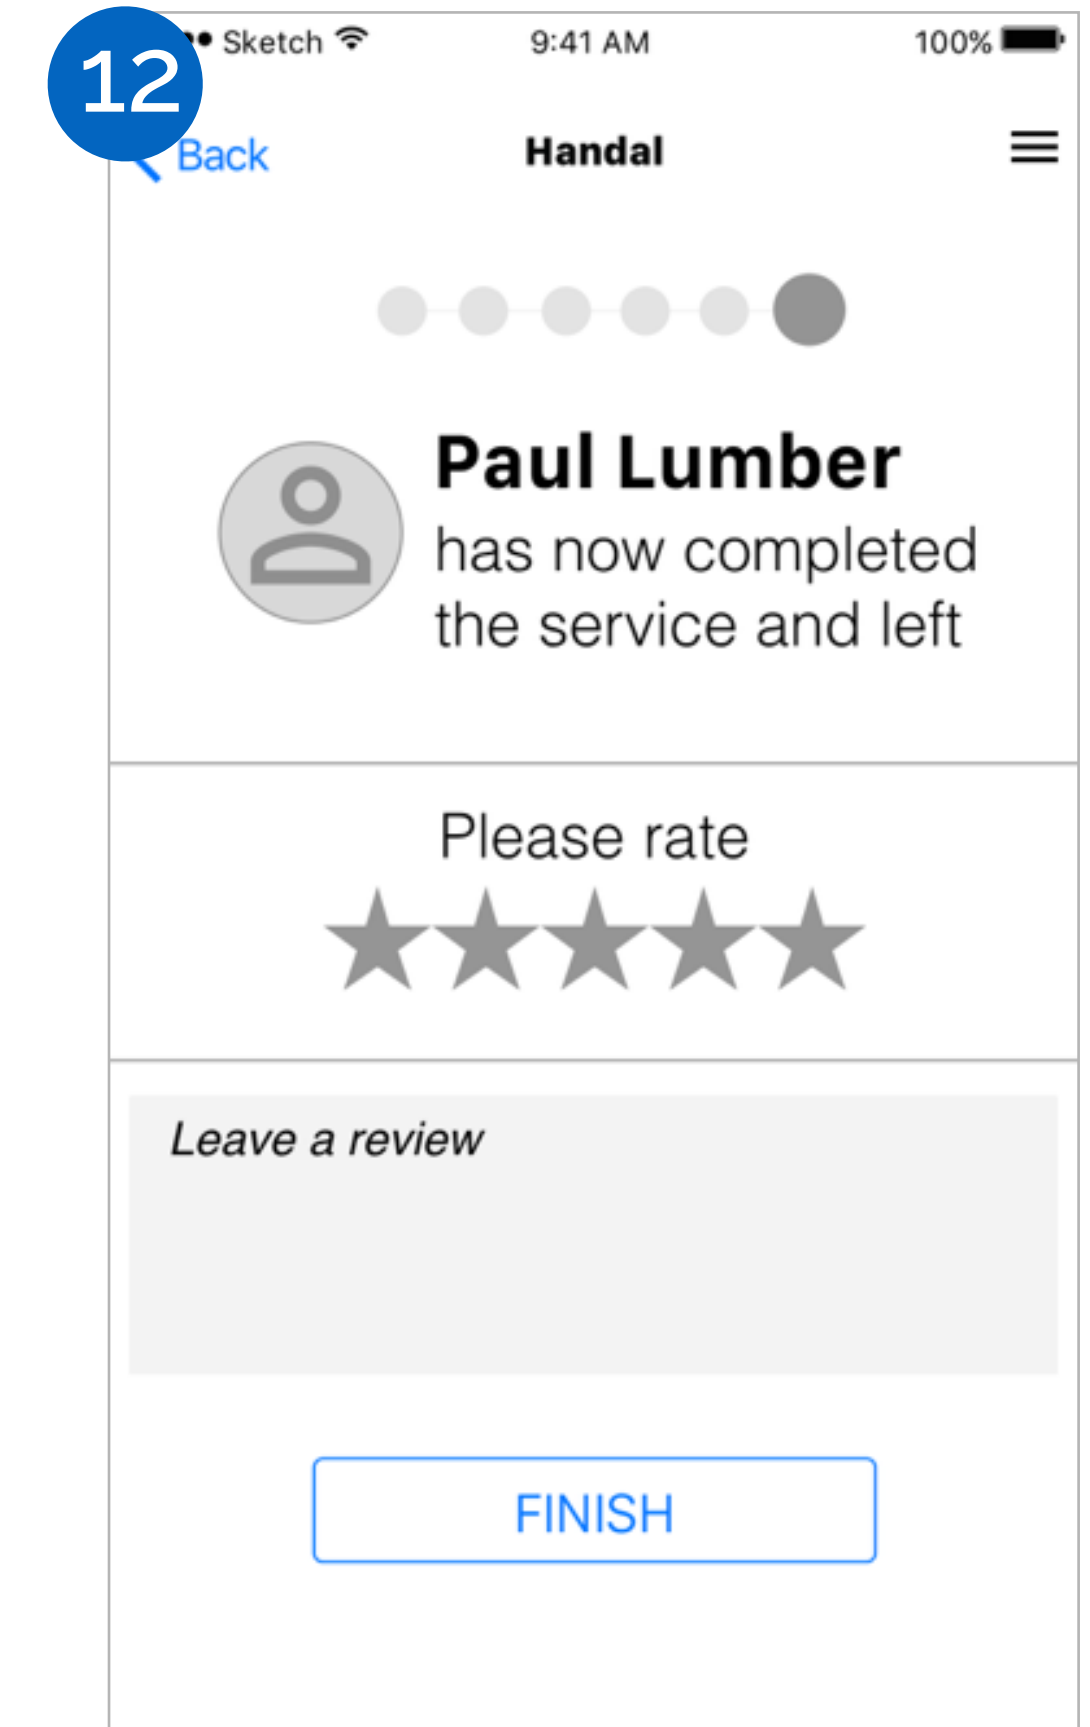 12
Sketch 9:41 AM 100%
Back Handal
Paul Lumber
has now completed
the service and left
Please rate
Leave a review
FINISH